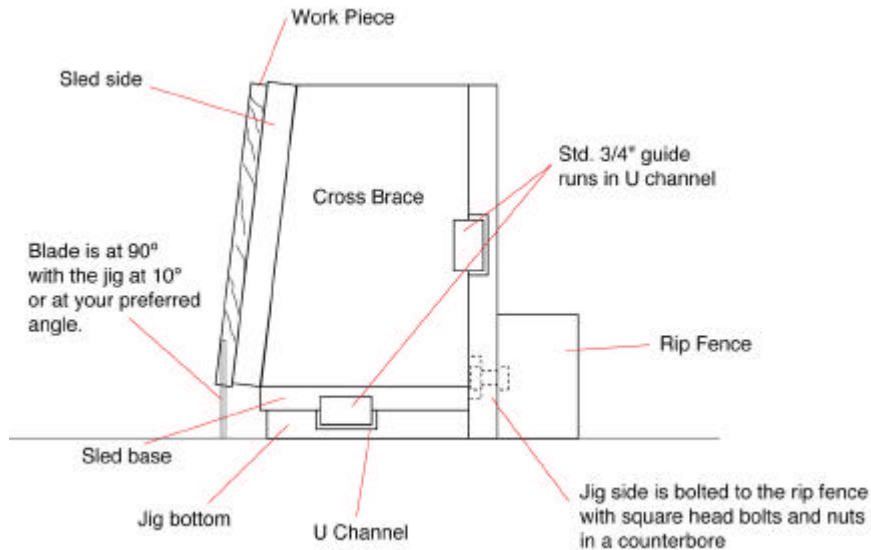 Work Piece
Sled side
Std. 3/4" guide
runs in U channel
Cross Brace
Blade is at 90º
with the jig at 10º
or at your preferred
angle.
Rip Fence
Sled base
Jig bottom
U Channel
Jig side is bolted to the rip fence
with square head bolts and nuts
in a counterbore